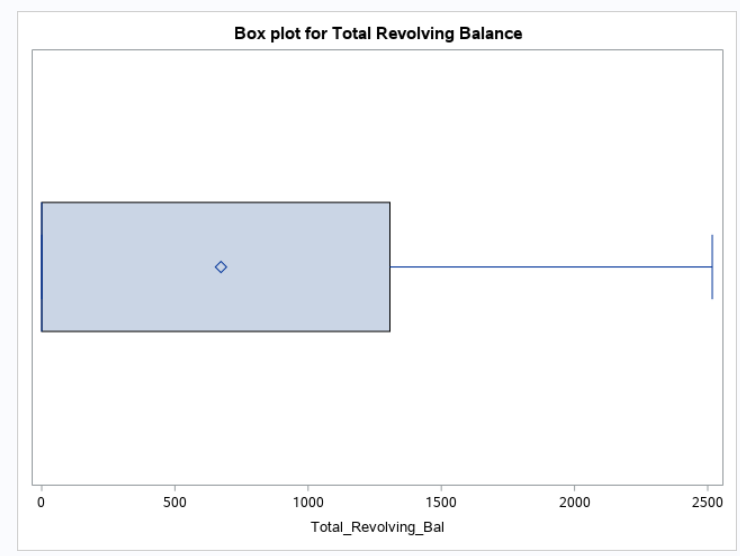 Box plot for Total Revolving Balance
0 500 1000 1500 2000 2500
Total_Revolving_Bal